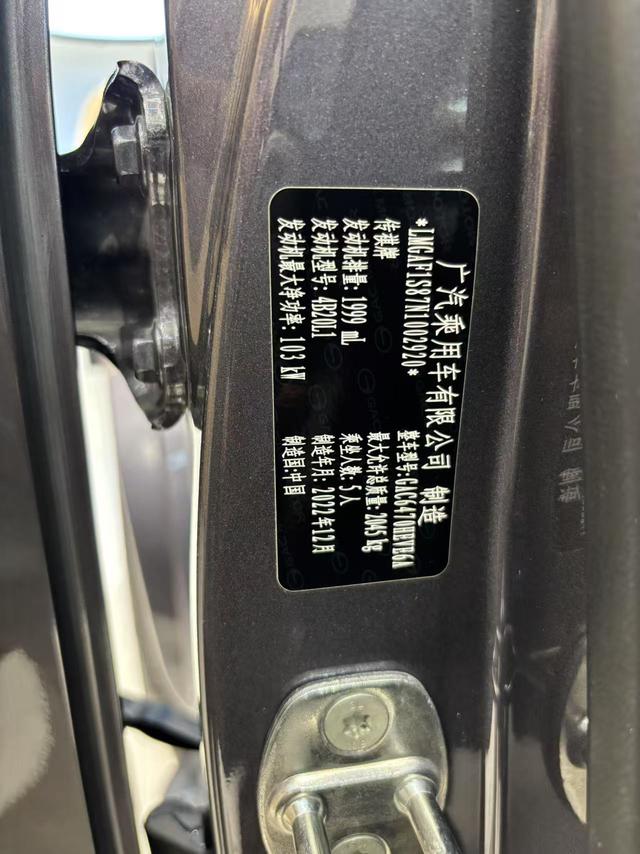 广汽乘用车有限公司 制造
*LMGAF1S87N1002920*
传祺牌 整车型号:GAC6470HEVE6A
发动机排量: 1999 ml 最大允许总质量: 2045 kg
发动机型号: 4B20L1 乘坐人数: 5 人
发动机最大净功率: 103 kW 制造年月: 2022年12月
制造国:中国